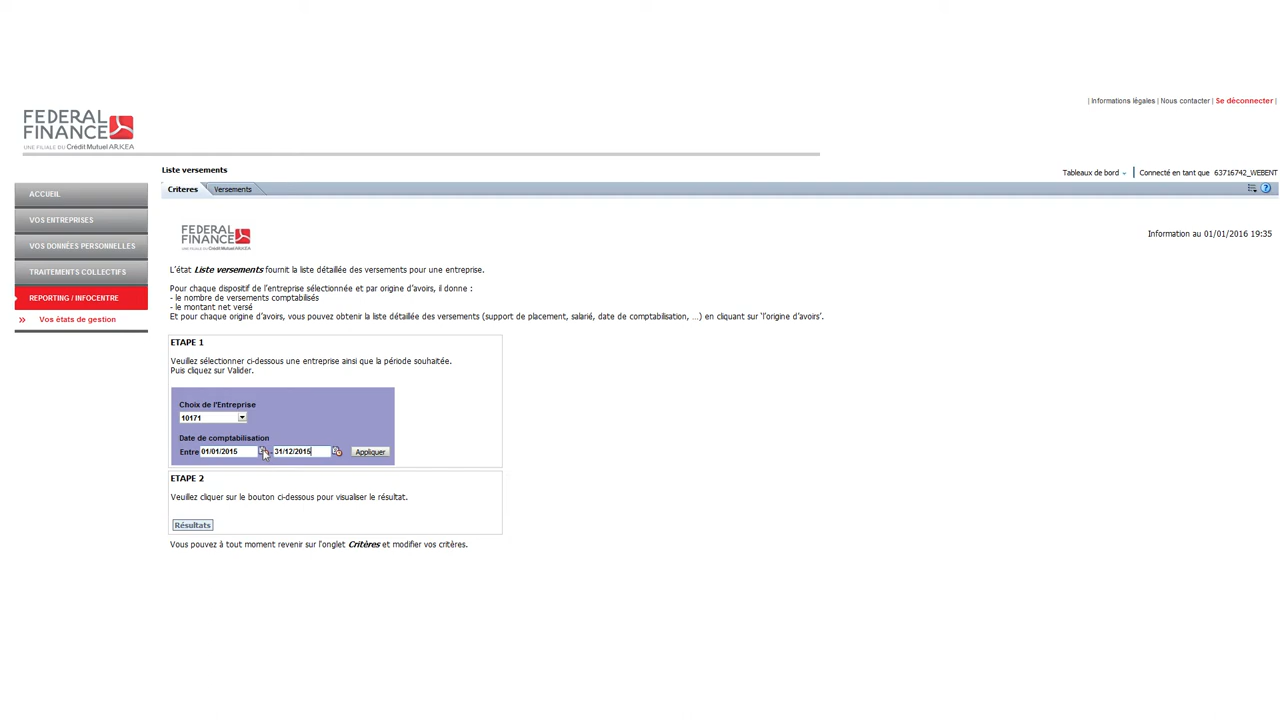 | Informations légales | Nous contacter | Se déconnecter |
FEDERAL
FINANCE
UNE FILIALE DU Crédit Mutuel ARKEA
Liste versements
Tableaux de bord
Connecté en tant que 63716742_WEBENT
ACCUEIL
VOS ENTREPRISES
VOS DONNÉES PERSONNELLES
TRAITEMENTS COLLECTIFS
REPORTING / INFOCENTRE
Vos états de gestion
Criteres
Versements
FEDERAL
FINANCE
UNE FILIALE DU Crédit Mutuel ARKEA
Information au 01/01/2016 19:35
L'état Liste versements fournit la liste détaillée des versements pour une entreprise.
Pour chaque dispositif de l'entreprise sélectionnée et par origine d'avoirs, il donne :
- le nombre de versements comptabilisés
- le montant net versé
Et pour chaque origine d'avoirs, vous pouvez obtenir la liste détaillée des versements (support de placement, salarié, date de comptabilisation, ...) en cliquant sur 'l'origine d'avoirs'.
ETAPE 1
Veuillez sélectionner ci-dessous une entreprise ainsi que la période souhaitée.
Puis cliquez sur Valider.
Choix de l'Entreprise
10171
Date de comptabilisation
Entre 01/01/2015 - 31/12/2015 Appliquer
ETAPE 2
Veuillez cliquer sur le bouton ci-dessous pour visualiser le résultat.
Résultats
Vous pouvez à tout moment revenir sur l'onglet Critères et modifier vos critères.